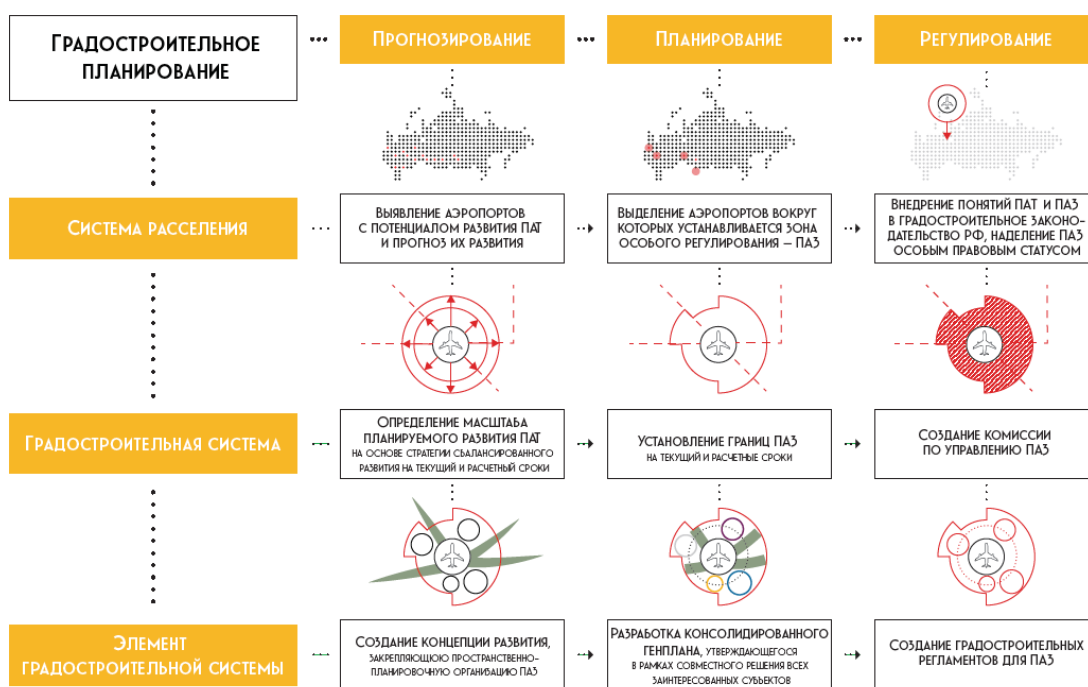 Градостроительное
планирование
Прогнозирование
Планирование
Регулирование
Система расселения
Выявление аэропортов
с потенциалом развития ПАТ
и прогноз их развития
Выделение аэропортов вокруг
которых устанавливается зона
особого регулирования — ПАЗ
Внедрение понятий ПАТ и ПАЗ
в градостроительное законо-
дательство РФ, наделение ПАЗ
особым правовым статусом
Градостроительная система
Определение масштаба
планируемого развития ПАТ
на основе стратегии сбалансированного
развития на текущий и расчетный сроки
Установление границ ПАЗ
на текущий и расчетные сроки
Создание комиссии
по управлению ПАЗ
Элемент
градостроительной системы
Создание концепции развития,
закрепляющюю пространственно-
планировочную организацию ПАЗ
Разработка консолидированного
генплана, утверждающегося
в рамках совместного решения всех
заинтересованных субъектов
Создание градостроительных
регламентов для ПАЗ